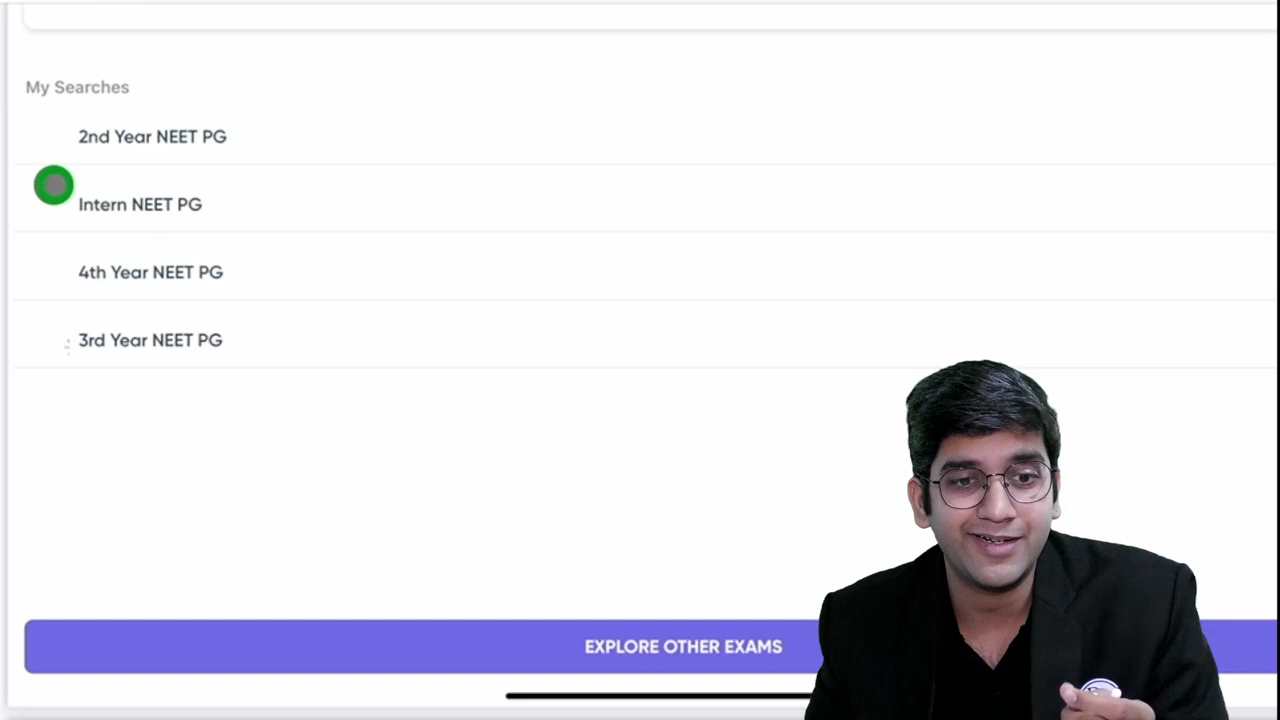 My Searches
2nd Year NEET PG
Intern NEET PG
4th Year NEET PG
3rd Year NEET PG
EXPLORE OTHER EXAMS